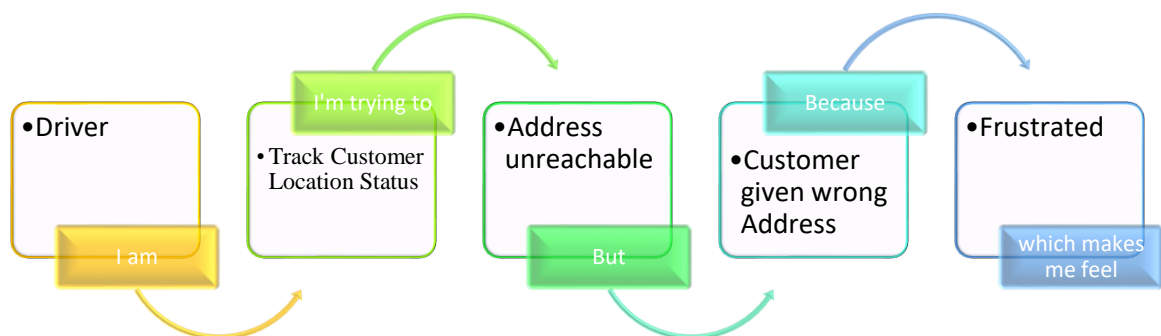 •Driver
I am
I'm trying to
• Track Customer
Location Status
•Address
unreachable
But
Because
•Customer
given wrong
Address
•Frustrated
which makes
me feel